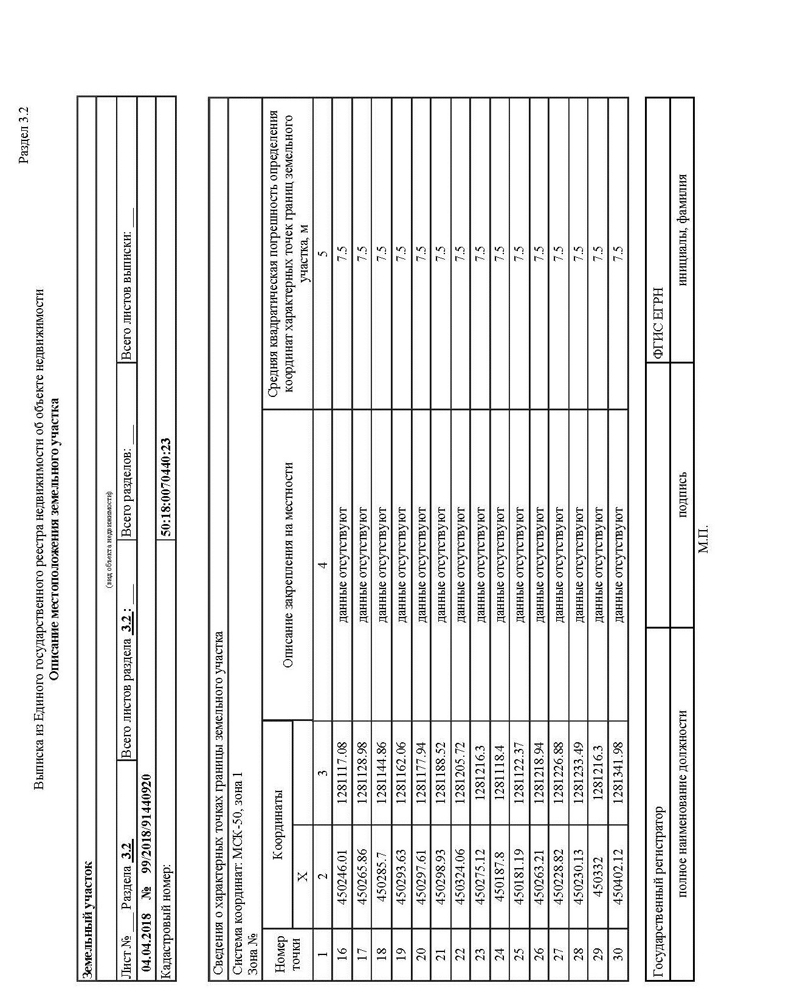 Раздел 3.2
Выписка из Единого государственного реестра недвижимости об объекте недвижимости
Описание местоположения земельного участка
Земельный участок
(вид объекта недвижимости)
Лист № ___ Раздела 3.2 Всего листов раздела 3.2 : ___ Всего разделов: ___ Всего листов выписки: ___
04.04.2018 № 99/2018/91440920
Кадастровый номер: 50:18:0070440:23
Сведения о характерных точках границы земельного участка
Система координат: МСК-50, зона 1
Зона №
Номер точки Координаты Описание закрепления на местности Средняя квадратическая погрешность определения координат характерных точек границ земельного участка, м
X
1 2 3 4 5
16 450246.01 1281117.08 данные отсутствуют 7.5
17 450265.86 1281128.98 данные отсутствуют 7.5
18 450285.7 1281144.86 данные отсутствуют 7.5
19 450293.63 1281162.06 данные отсутствуют 7.5
20 450297.61 1281177.94 данные отсутствуют 7.5
21 450298.93 1281188.52 данные отсутствуют 7.5
22 450324.06 1281205.72 данные отсутствуют 7.5
23 450275.12 1281216.3 данные отсутствуют 7.5
24 450187.8 1281118.4 данные отсутствуют 7.5
25 450181.19 1281122.37 данные отсутствуют 7.5
26 450263.21 1281218.94 данные отсутствуют 7.5
27 450228.82 1281226.88 данные отсутствуют 7.5
28 450230.13 1281233.49 данные отсутствуют 7.5
29 450332 1281216.3 данные отсутствуют 7.5
30 450402.12 1281341.98 данные отсутствуют 7.5
Государственный регистратор ФГИС ЕГРН
полное наименование должности подпись инициалы, фамилия
М.П.